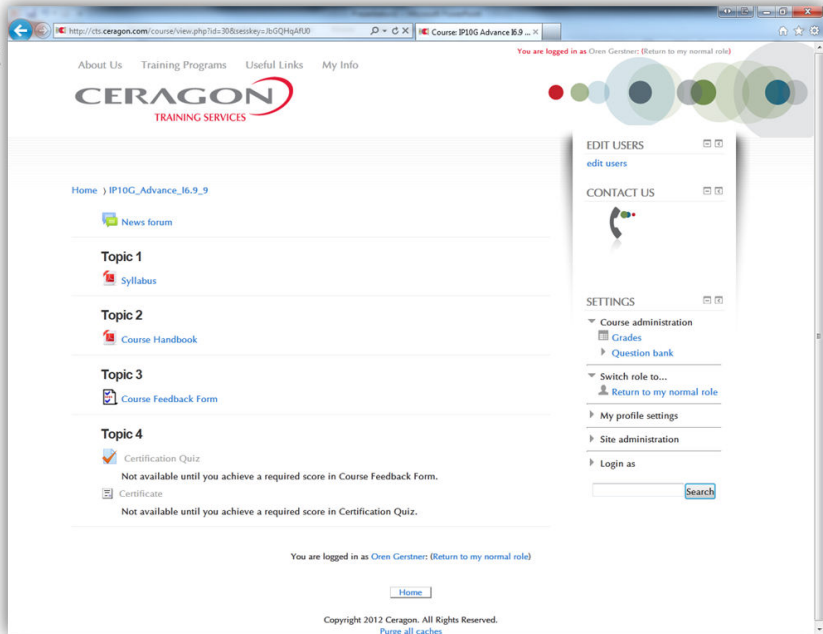 http://cts.ceragon.com/course/view.php?id=30&sesskey=JbGQHqAfU0
Course: IP10G Advance I6.9 ...
You are logged in as Oren Gerstner: (Return to my normal role)
About Us Training Programs Useful Links My Info
CERAGON
TRAINING SERVICES
Home ) IP10G_Advance_I6.9_9
News forum
Topic 1
Syllabus
Topic 2
Course Handbook
Topic 3
Course Feedback Form
Topic 4
Certification Quiz
Not available until you achieve a required score in Course Feedback Form.
Certificate
Not available until you achieve a required score in Certification Quiz.
EDIT USERS
edit users
CONTACT US
SETTINGS
Course administration
Grades
Question bank
Switch role to...
Return to my normal role
My profile settings
Site administration
Login as
Search
You are logged in as Oren Gerstner: (Return to my normal role)
Home
Copyright 2012 Ceragon. All Rights Reserved.
Purge all caches